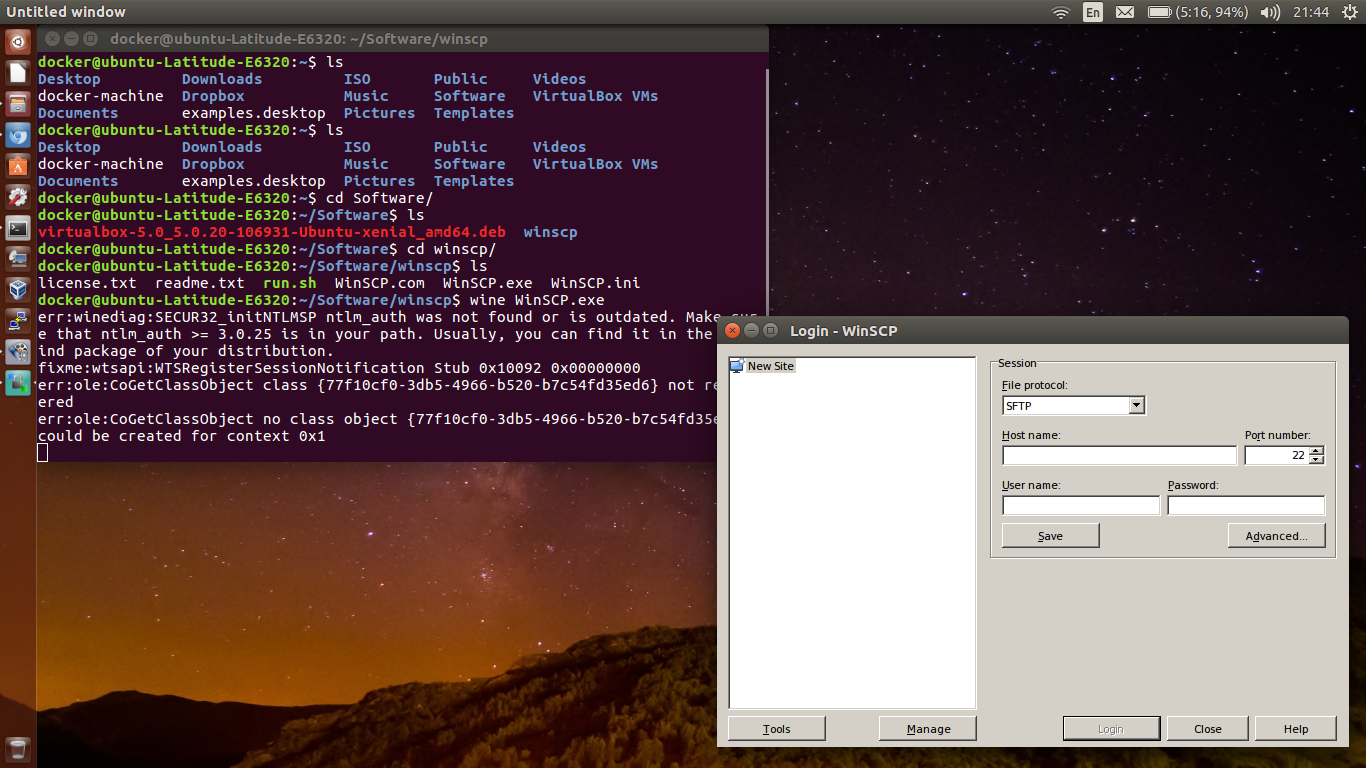 Untitled window
En
(5:16, 94%)
21:44
docker@ubuntu-Latitude-E6320: ~/Software/winscp
docker@ubuntu-Latitude-E6320:~$ ls
Desktop Downloads ISO Public Videos
docker-machine Dropbox Music Software VirtualBox VMs
Documents examples.desktop Pictures Templates
docker@ubuntu-Latitude-E6320:~$ ls
Desktop Downloads ISO Public Videos
docker-machine Dropbox Music Software VirtualBox VMs
Documents examples.desktop Pictures Templates
docker@ubuntu-Latitude-E6320:~$ cd Software/
docker@ubuntu-Latitude-E6320:~/Software$ ls
virtualbox-5.0_5.0.20-106931-Ubuntu-xenial_amd64.deb winscp
docker@ubuntu-Latitude-E6320:~/Software$ cd winscp/
docker@ubuntu-Latitude-E6320:~/Software/winscp$ ls
license.txt readme.txt run.sh WinSCP.com WinSCP.exe WinSCP.ini
docker@ubuntu-Latitude-E6320:~/Software/winscp$ wine WinSCP.exe
err:winediag:SECUR32_initNTLMSP ntlm_auth was not found or is outdated. Make
e that ntlm_auth >= 3.0.25 is in your path. Usually, you can find it in the
ind package of your distribution.
fixme:wtsapi:WTSRegisterSessionNotification Stub 0x10092 0x00000000
err:ole:CoGetClassObject class {77f10cf0-3db5-4966-b520-b7c54fd35ed6} not re
ered
err:ole:CoGetClassObject no class object {77f10cf0-3db5-4966-b520-b7c54fd35e
could be created for context 0x1
Login - WinSCP
New Site
Session
File protocol:
SFTP
Host name:
Port number:
22
User name:
Password:
Save
Advanced...
Tools
Manage
Login
Close
Help